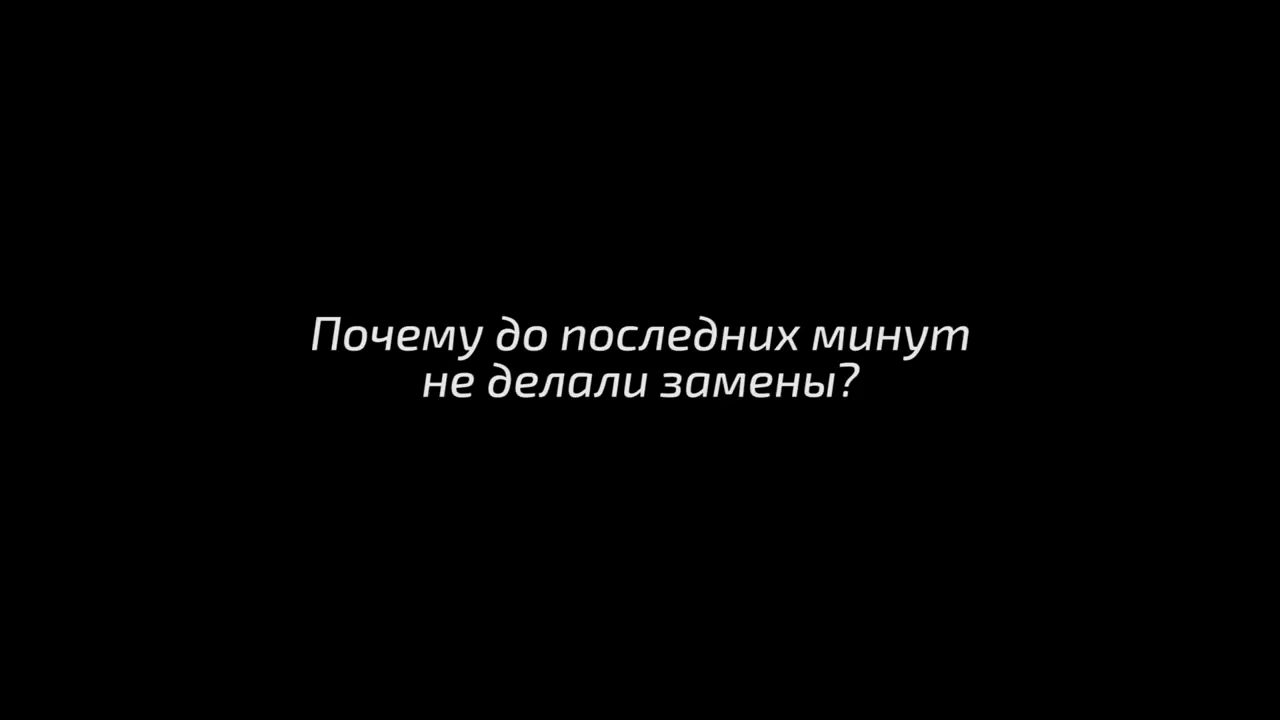 Почему до последних минут
не делали замены?